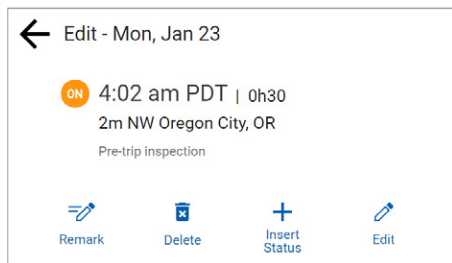 Edit - Mon, Jan 23
ON 4:02 am PDT | 0h30
2m NW Oregon City, OR
Pre-trip inspection
Remark Delete Insert Status Edit